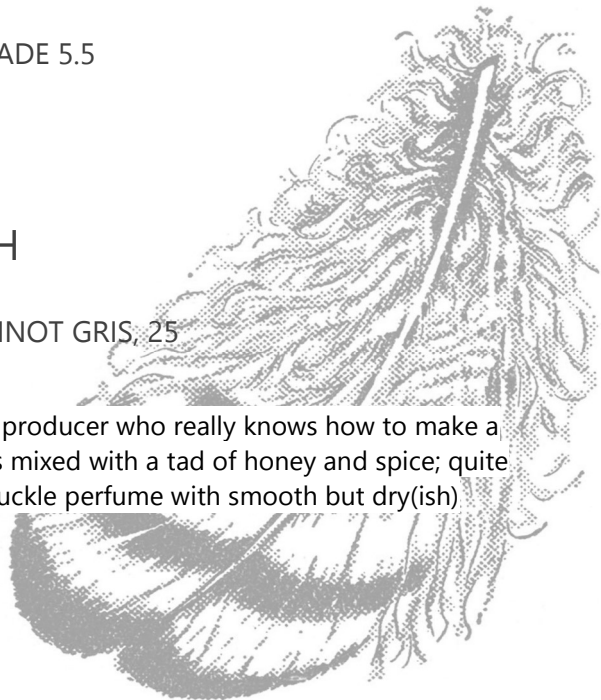 ADE 5.5
H
INOT GRIS, 25
producer who really knows how to make a
s mixed with a tad of honey and spice; quite
uckle perfume with smooth but dry(ish)